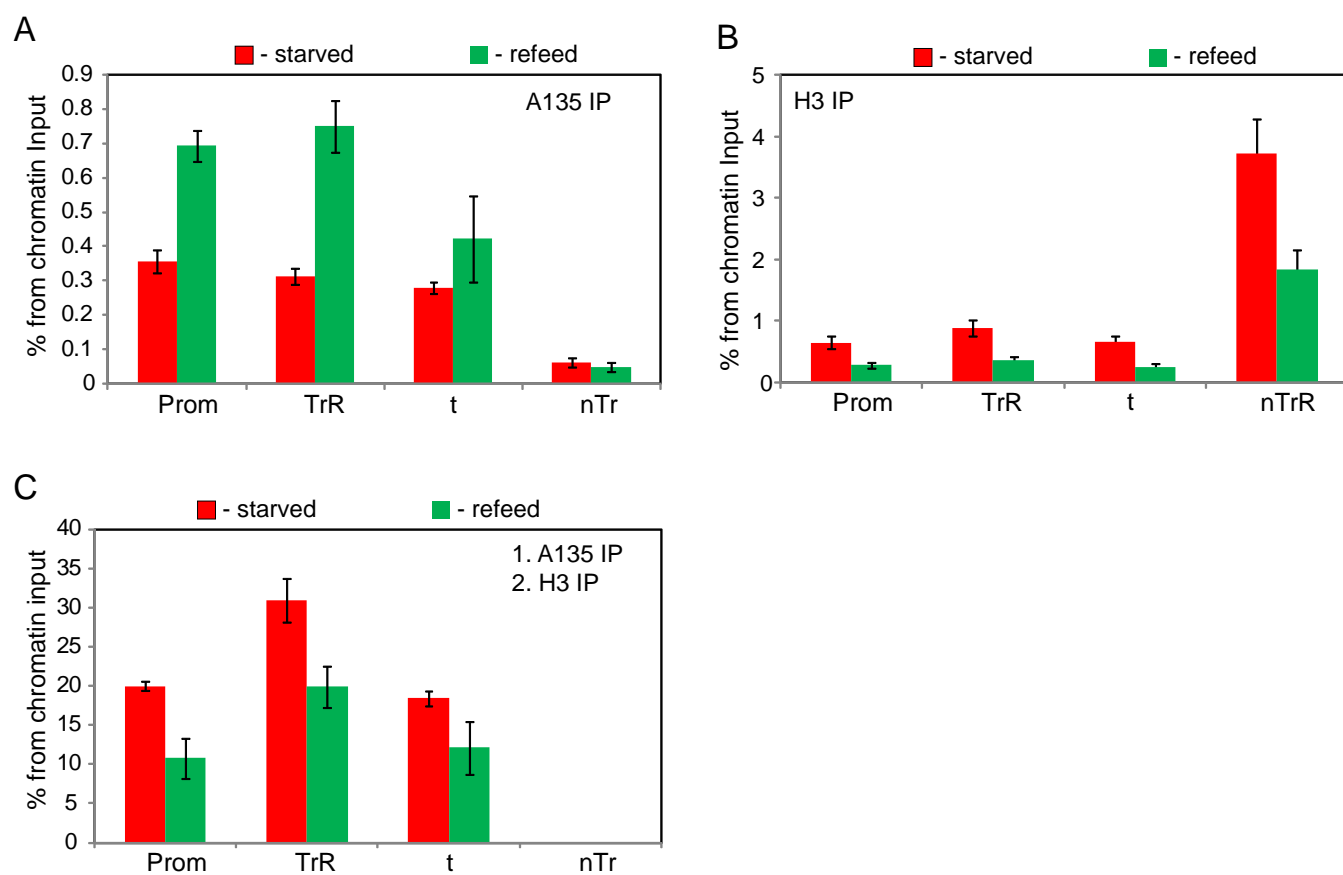 A
- starved - refeed
A135 IP
% from chromatin Input
0.9
0.8
0.7
0.6
0.5
0.4
0.3
0.2
0.1
0
Prom TrR t nTr
B
- starved - refeed
H3 IP
% from chromatin Input
5
4
3
2
1
0
Prom TrR t nTrR
C
- starved - refeed
1. A135 IP
2. H3 IP
% from chromatin input
40
35
30
25
20
15
10
5
0
Prom TrR t nTr